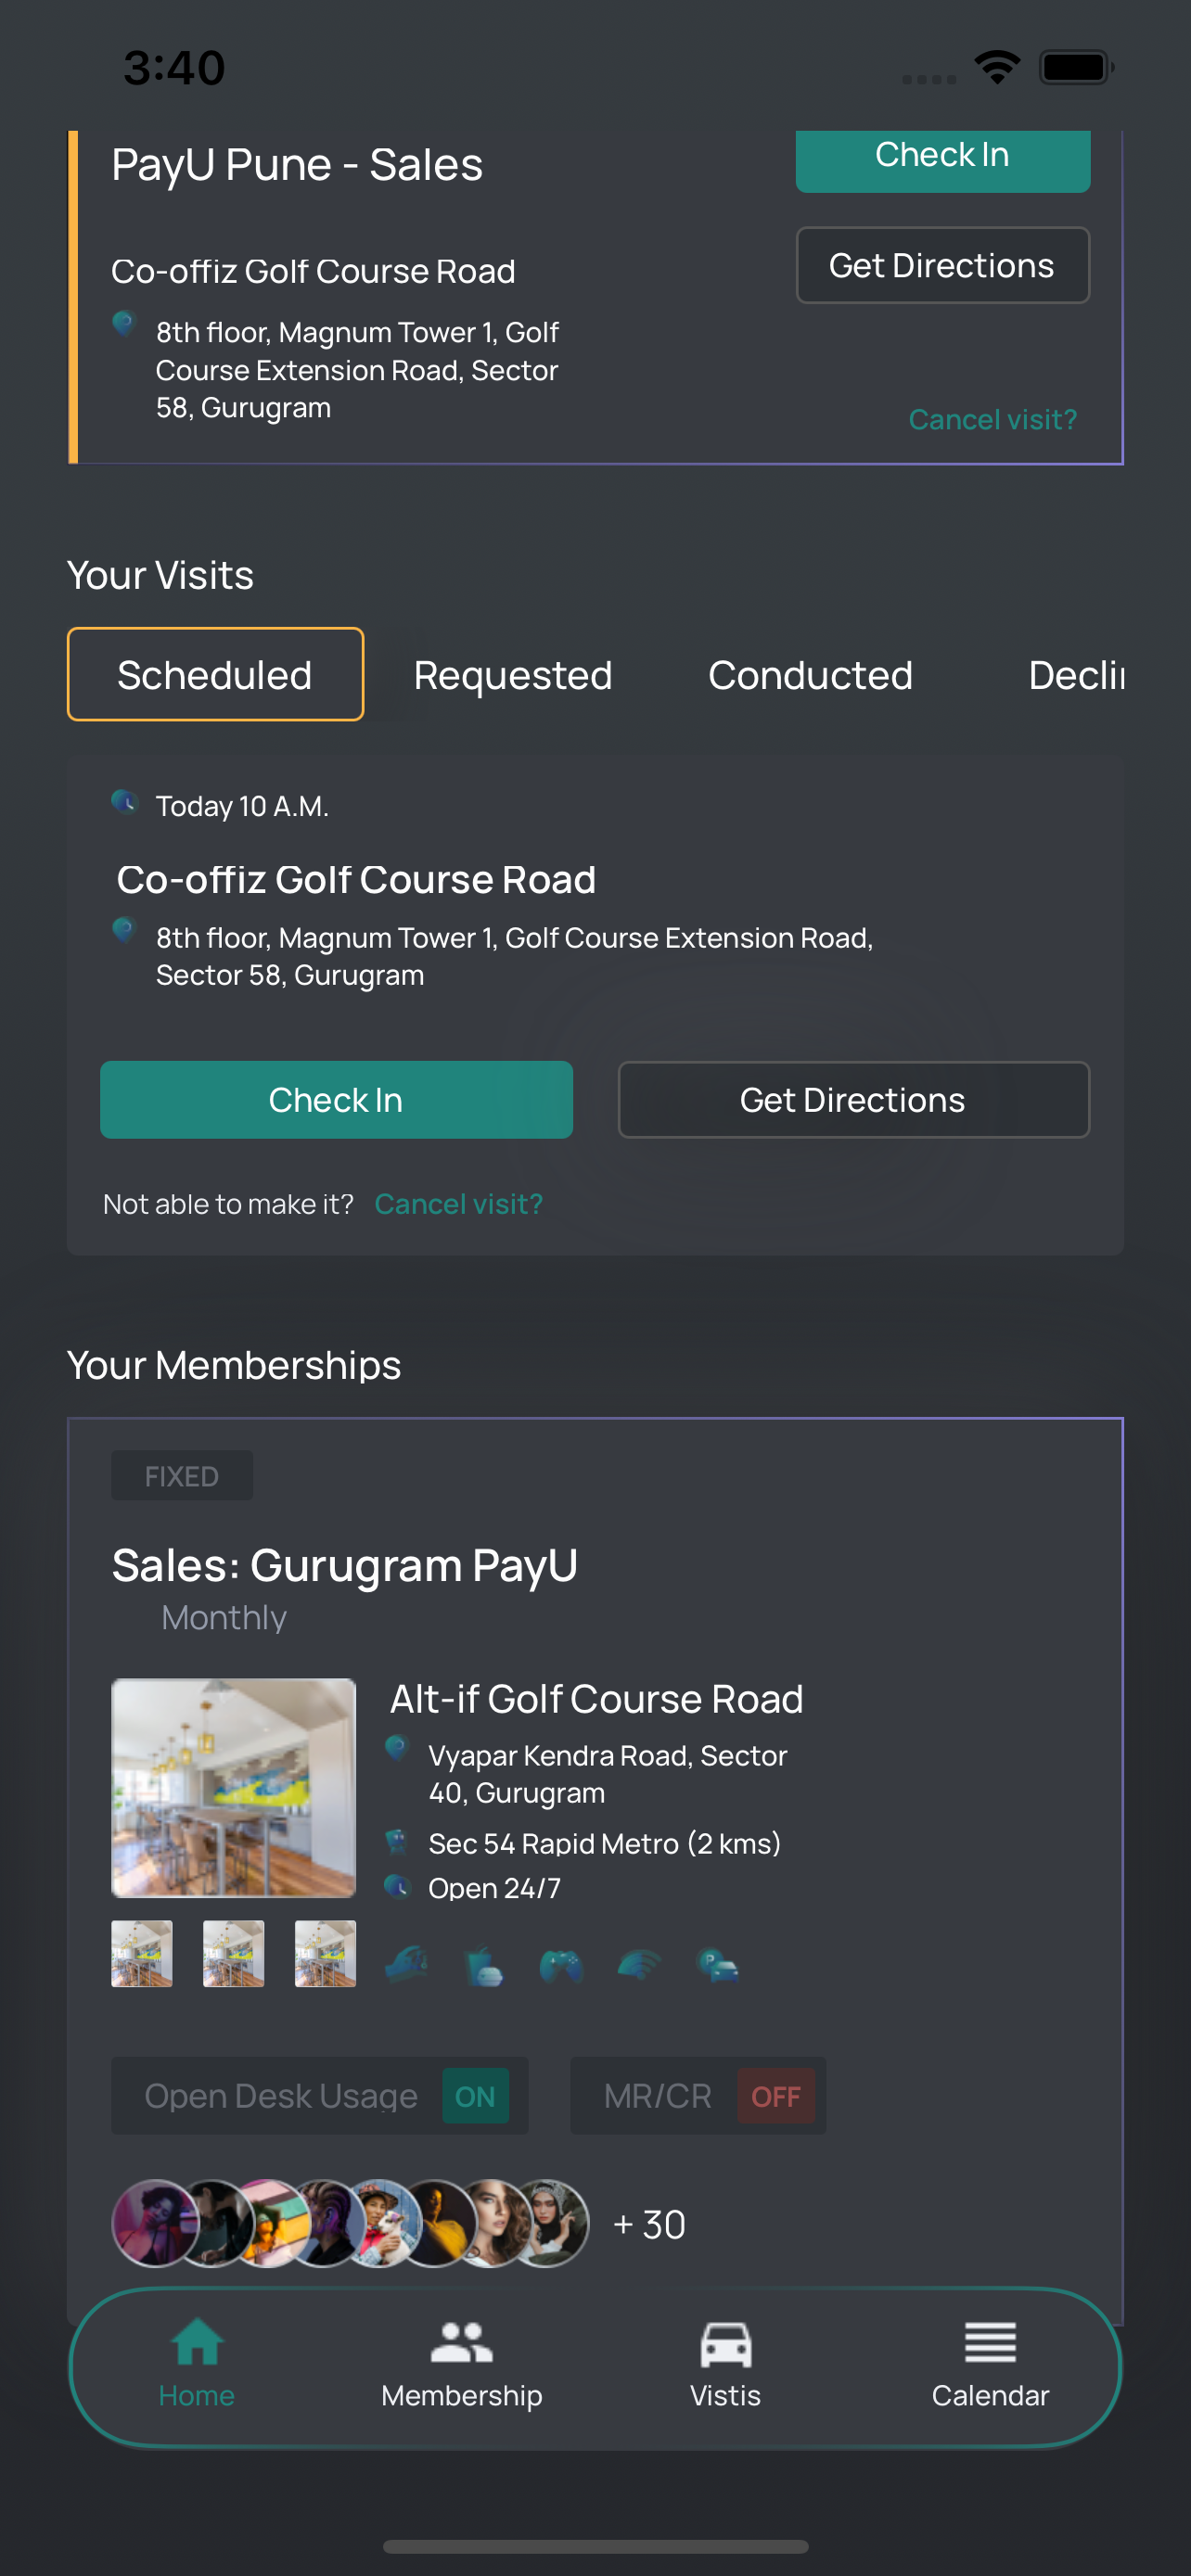 3:40
PayU Pune - Sales
Check In
Co-offiz Golf Course Road
Get Directions
8th floor, Magnum Tower 1, Golf
Course Extension Road, Sector
58, Gurugram
Cancel visit?
Your Visits
Scheduled
Requested
Conducted
Declin
Today 10 A.M.
Co-offiz Golf Course Road
8th floor, Magnum Tower 1, Golf Course Extension Road,
Sector 58, Gurugram
Check In
Get Directions
Not able to make it? Cancel visit?
Your Memberships
FIXED
Sales: Gurugram PayU
Monthly
Alt-if Golf Course Road
Vyapar Kendra Road, Sector
40, Gurugram
Sec 54 Rapid Metro (2 kms)
Open 24/7
Open Desk Usage ON
MR/CR OFF
+ 30
Home
Membership
Vistis
Calendar